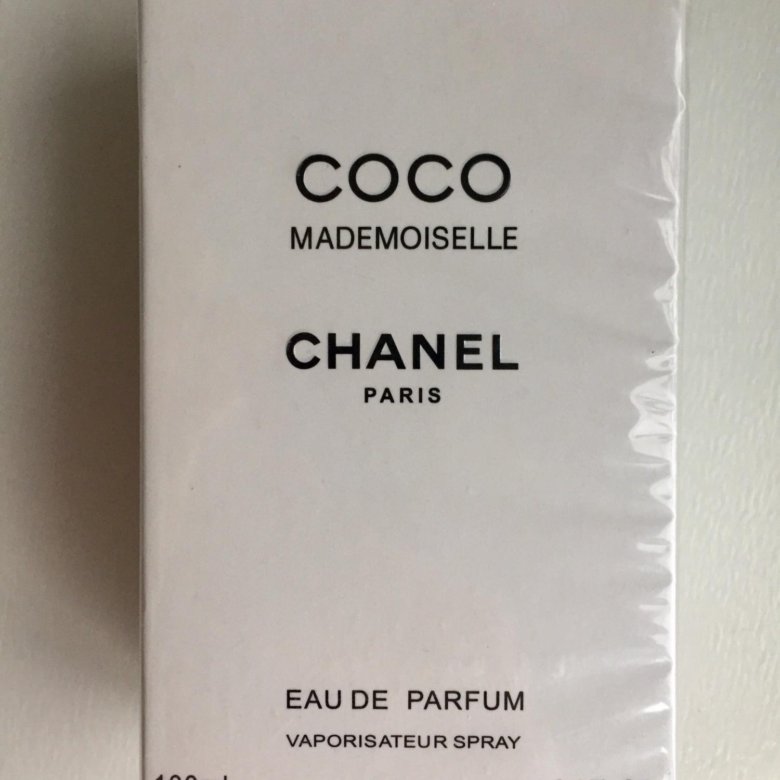 COCO
MADEMOISELLE
CHANEL
PARIS
EAU DE PARFUM
VAPORISATEUR SPRAY